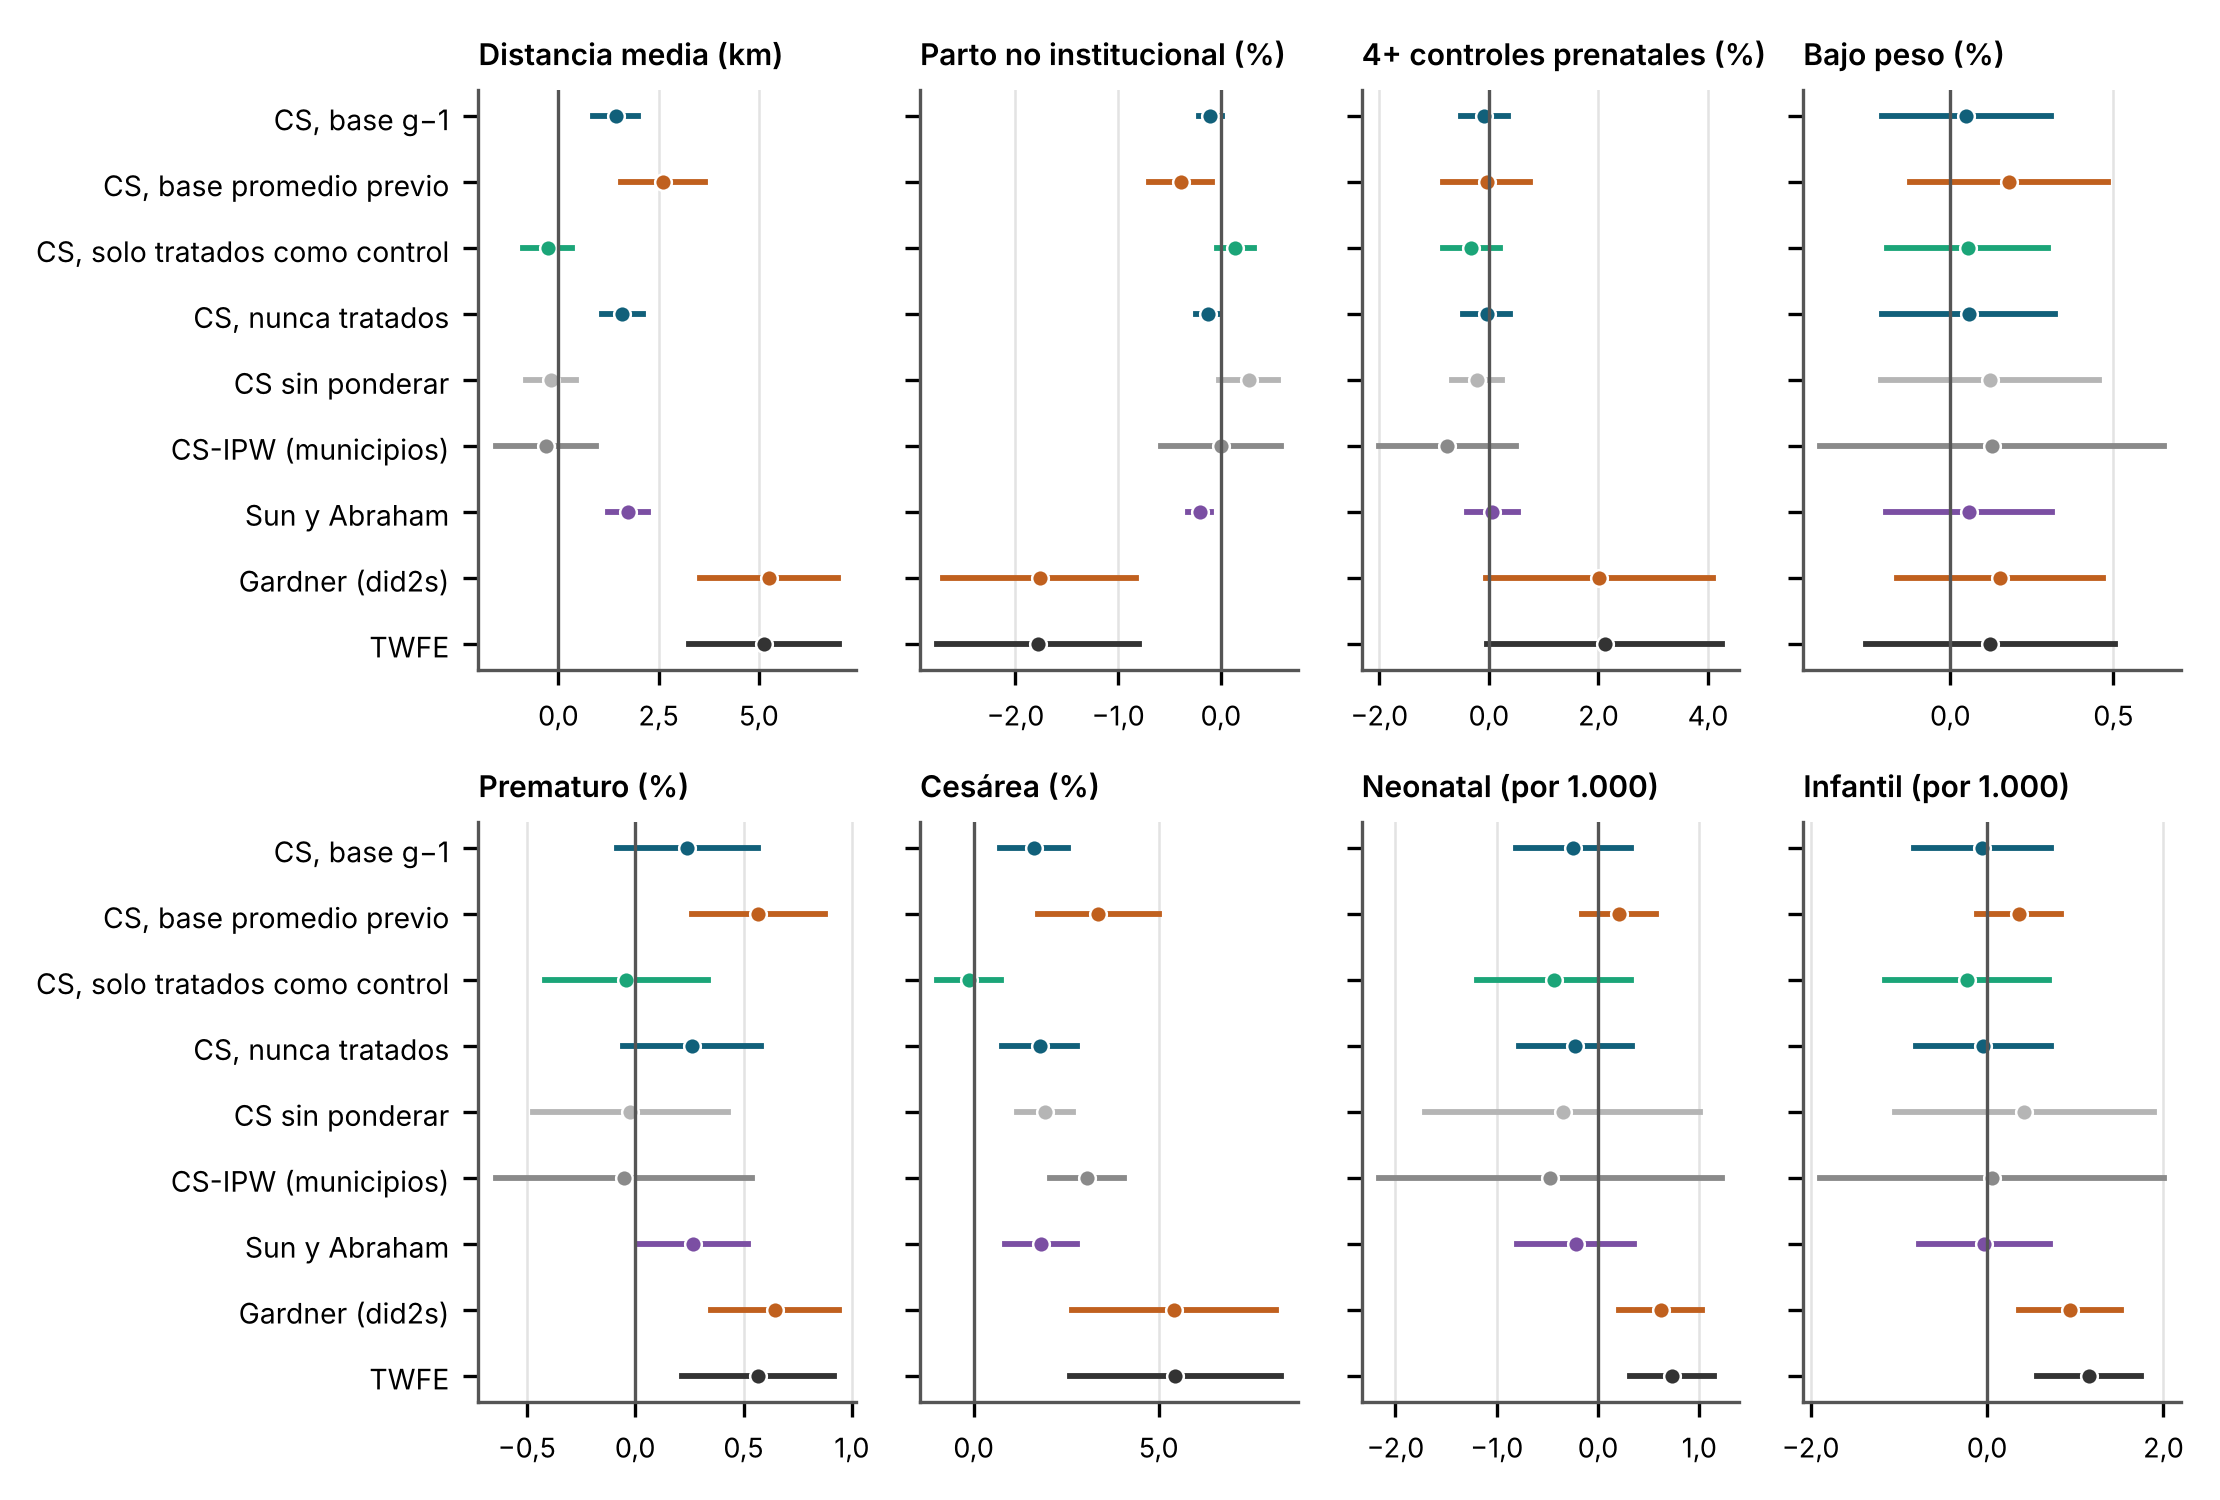 Distancia media (km)
Parto no institucional (%)
4+ controles prenatales (%)
Bajo peso (%)
CS, base g−1
CS, base promedio previo
CS, solo tratados como control
CS, nunca tratados
CS sin ponderar
CS-IPW (municipios)
Sun y Abraham
Gardner (did2s)
TWFE
0,0 2,5 5,0
−2,0 −1,0 0,0
−2,0 0,0 2,0 4,0
0,0 0,5
Prematuro (%)
Cesárea (%)
Neonatal (por 1.000)
Infantil (por 1.000)
CS, base g−1
CS, base promedio previo
CS, solo tratados como control
CS, nunca tratados
CS sin ponderar
CS-IPW (municipios)
Sun y Abraham
Gardner (did2s)
TWFE
−0,5 0,0 0,5 1,0
0,0 5,0
−2,0 −1,0 0,0 1,0
−2,0 0,0 2,0